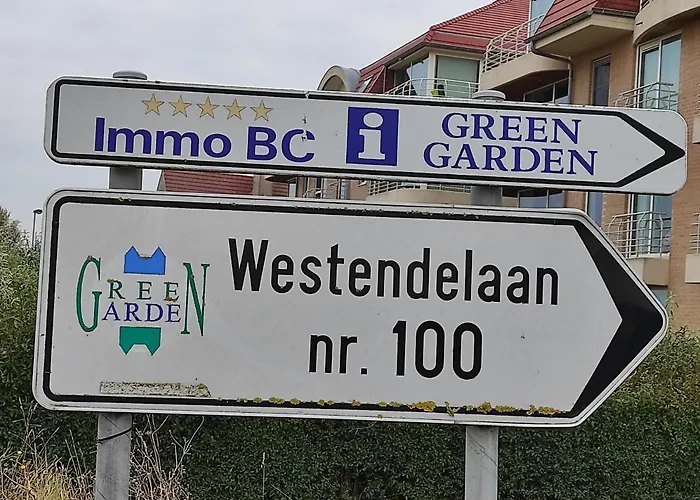 Immo BC i GREEN
GARDEN
GREEN
GARDEN
Westendelaan
nr. 100